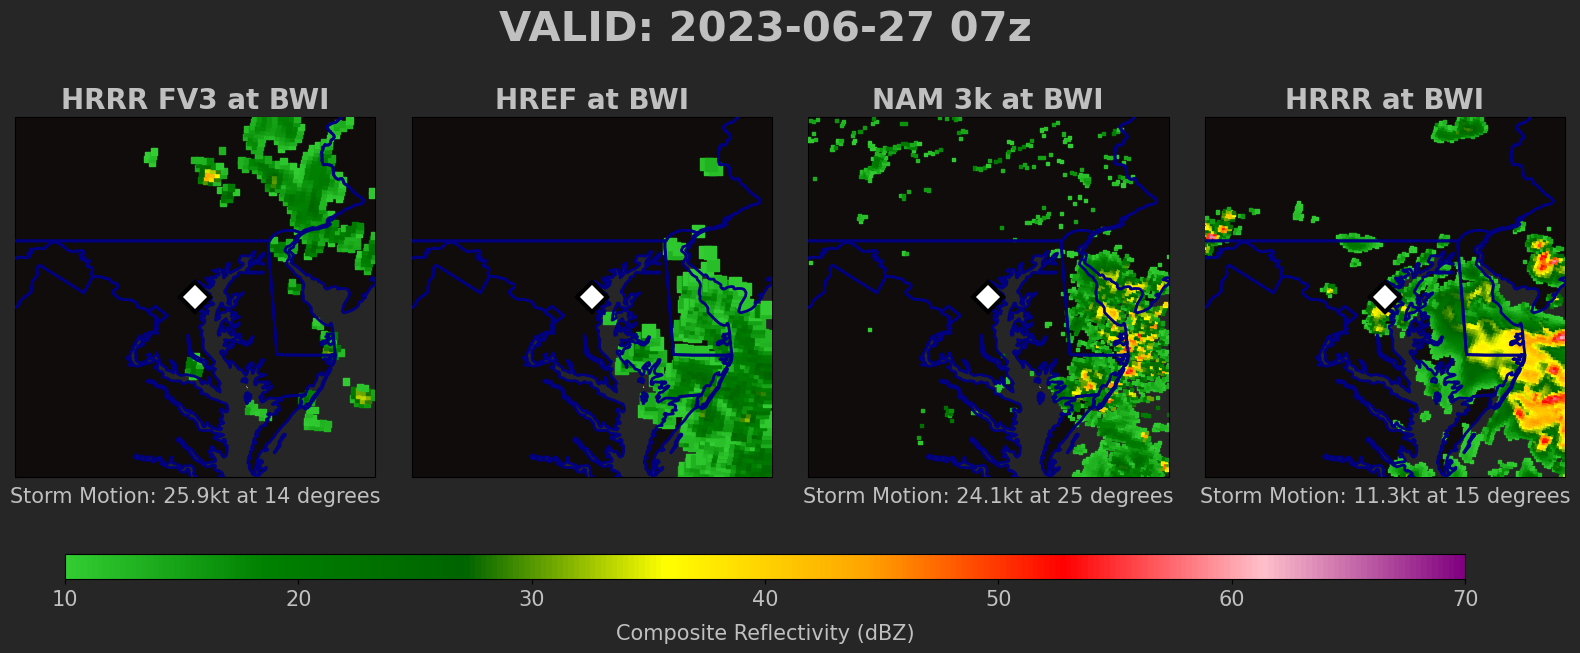 VALID: 2023-06-27 07z
HRRR FV3 at BWI
HREF at BWI
NAM 3k at BWI
HRRR at BWI
Storm Motion: 25.9kt at 14 degrees
Storm Motion: 24.1kt at 25 degrees
Storm Motion: 11.3kt at 15 degrees
10 20 30 40 50 60 70
Composite Reflectivity (dBZ)